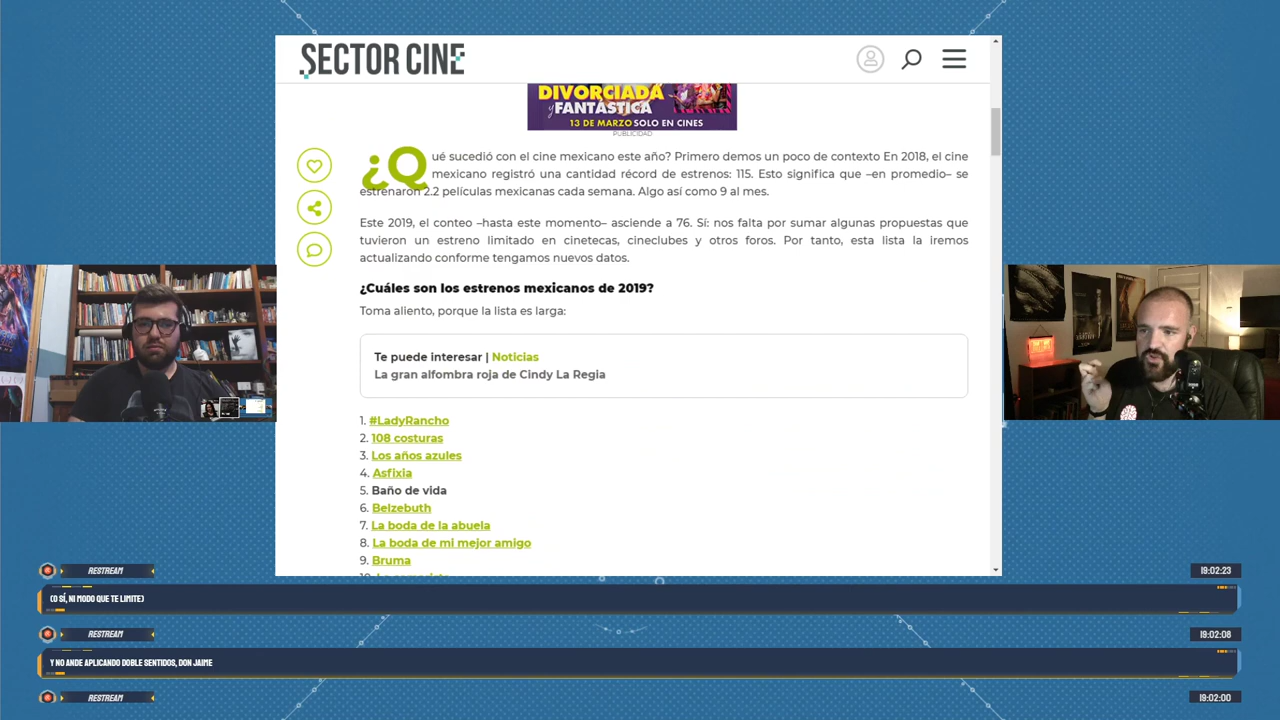 SECTOR CINE
DIVORCIADA
y FANTÁSTICA
13 DE MARZO SOLO EN CINES
PUBLICIDAD
¿Qué sucedió con el cine mexicano este año? Primero demos un poco de contexto En 2018, el cine
mexicano registró una cantidad récord de estrenos: 115. Esto significa que –en promedio– se
estrenaron 2.2 películas mexicanas cada semana. Algo así como 9 al mes.
Este 2019, el conteo –hasta este momento– asciende a 76. Sí: nos falta por sumar algunas propuestas que
tuvieron un estreno limitado en cinetecas, cineclubes y otros foros. Por tanto, esta lista la iremos
actualizando conforme tengamos nuevos datos.
¿Cuáles son los estrenos mexicanos de 2019?
Toma aliento, porque la lista es larga:
Te puede interesar | Noticias
La gran alfombra roja de Cindy La Regia
1. #LadyRancho
2. 108 costuras
3. Los años azules
4. Asfixia
5. Baño de vida
6. Belzebuth
7. La boda de la abuela
8. La boda de mi mejor amigo
9. Bruma
RESTREAM
19:02:23
(O SÍ, NI MODO QUE TE LIMITE)
RESTREAM
19:02:08
Y NO ANDE APLICANDO DOBLE SENTIDOS, DON JAIME
RESTREAM
19:02:00